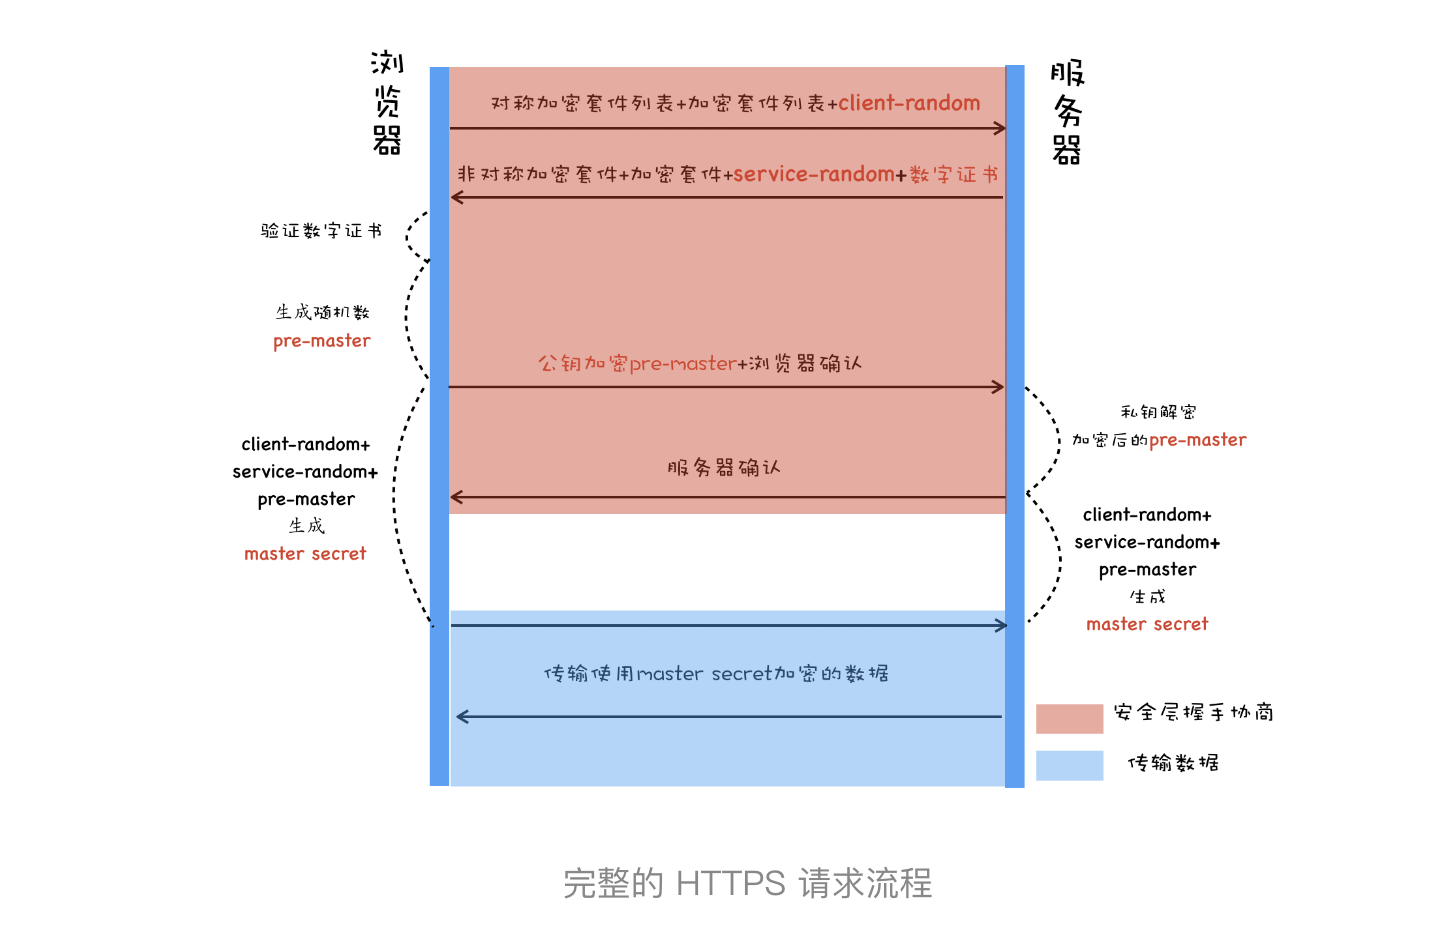 浏览器
服务器
对称加密套件列表+加密套件列表+client-random
非对称加密套件+加密套件+service-random+数字证书
验证数字证书
生成随机数
pre-master
公钥加密pre-master+浏览器确认
私钥解密
加密后的pre-master
client-random+
service-random+
pre-master
生成
master secret
服务器确认
client-random+
service-random+
pre-master
生成
master secret
传输使用master secret加密的数据
安全层握手协商
传输数据
完整的 HTTPS 请求流程